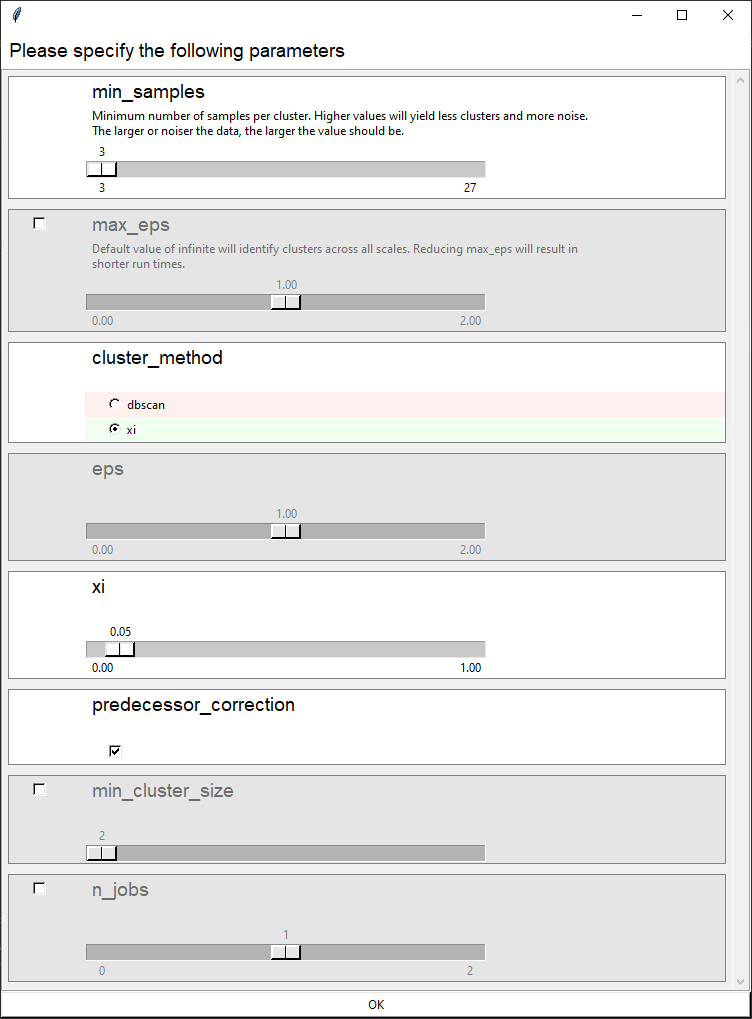 Please specify the following parameters
min_samples
Minimum number of samples per cluster. Higher values will yield less clusters and more noise.
The larger or noiser the data, the larger the value should be.
3
3 27
max_eps
Default value of infinite will identify clusters across all scales. Reducing max_eps will result in
shorter run times.
1.00
0.00 2.00
cluster_method
dbscan
xi
eps
1.00
0.00 2.00
xi
0.05
0.00 1.00
predecessor_correction
min_cluster_size
2
n_jobs
1
0 2
OK